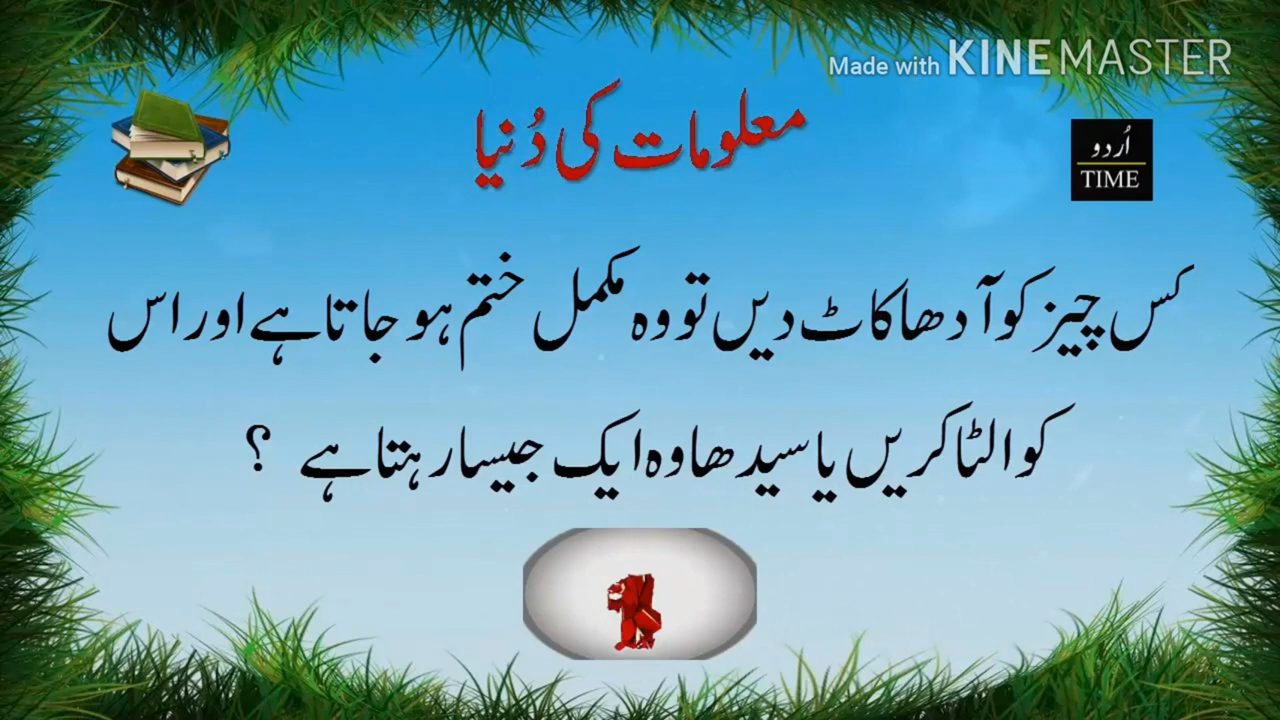 Made with KINEMASTER
معلومات کی دُنیا
اُردو
TIME
کس چیز کو آدھا کاٹ دیں تو وہ مکمل ختم ہو جاتا ہے اور اس
کو الٹا کریں یا سیدھا وہ ایک جیسا رہتا ہے ؟